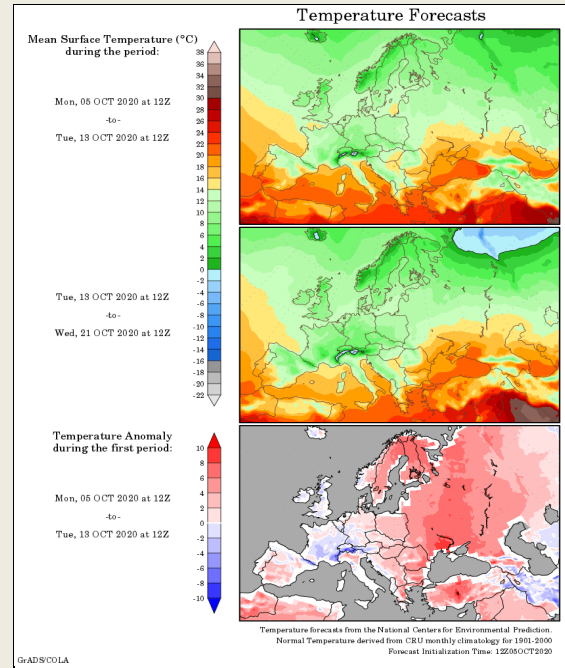 Temperature Forecasts
Mean Surface Temperature (°C)
during the period:
Mon, 05 OCT 2020 at 12Z
-to-
Tue, 13 OCT 2020 at 12Z
38
36
34
32
30
28
26
24
22
20
18
16
14
12
10
8
6
4
2
0
-2
-4
-6
-8
-10
-12
-14
-16
-18
-20
-22
Tue, 13 OCT 2020 at 12Z
-to-
Wed, 21 OCT 2020 at 12Z
Temperature Anomaly
during the first period:
Mon, 05 OCT 2020 at 12Z
-to-
Tue, 13 OCT 2020 at 12Z
10
8
6
4
2
0
-2
-4
-6
-8
-10
Temperature forecasts from the National Centers for Environmental Prediction.
Normal Temperature derived from CRU monthly climatology for 1901-2000
Forecast Initialization Time: 12Z05OCT2020
GrADS/COLA